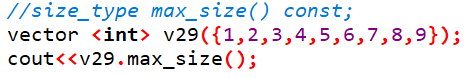 //size_type max_size() const;
vector <int> v29({1,2,3,4,5,6,7,8,9});
cout<<v29.max_size();